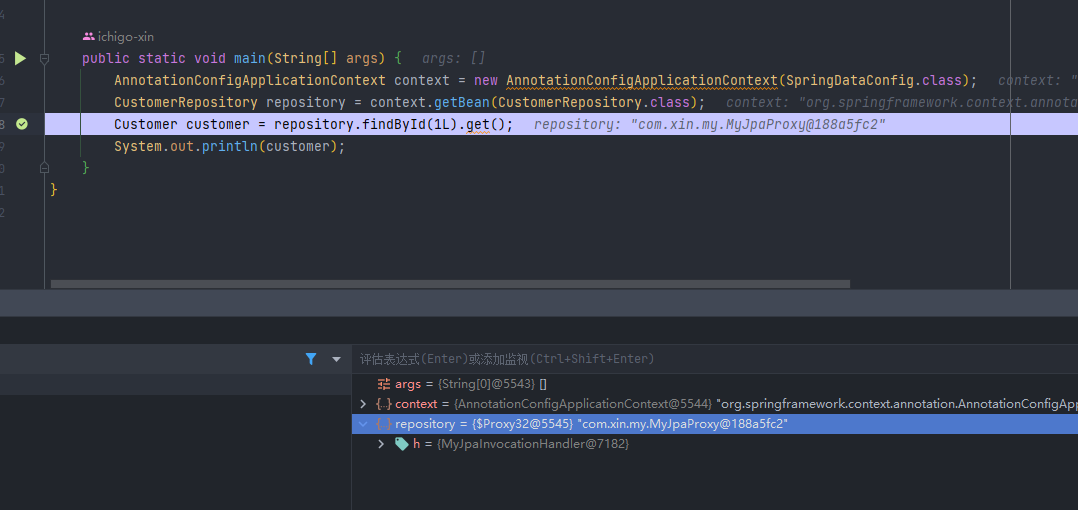 4
ichigo-xin
5 public static void main(String[] args) { args: []
6 AnnotationConfigApplicationContext context = new AnnotationConfigApplicationContext(SpringDataConfig.class); context: "
7 CustomerRepository repository = context.getBean(CustomerRepository.class); context: "org.springframework.context.annota
8 Customer customer = repository.findById(1L).get(); repository: "com.xin.my.MyJpaProxy@188a5fc2"
9 System.out.println(customer);
0 }
1 }
2
评估表达式(Enter)或添加监视(Ctrl+Shift+Enter)
args = {String[0]@5543} []
context = {AnnotationConfigApplicationContext@5544} "org.springframework.context.annotation.AnnotationConfigApp
repository = {$Proxy32@5545} "com.xin.my.MyJpaProxy@188a5fc2"
h = {MyJpaInvocationHandler@7182}